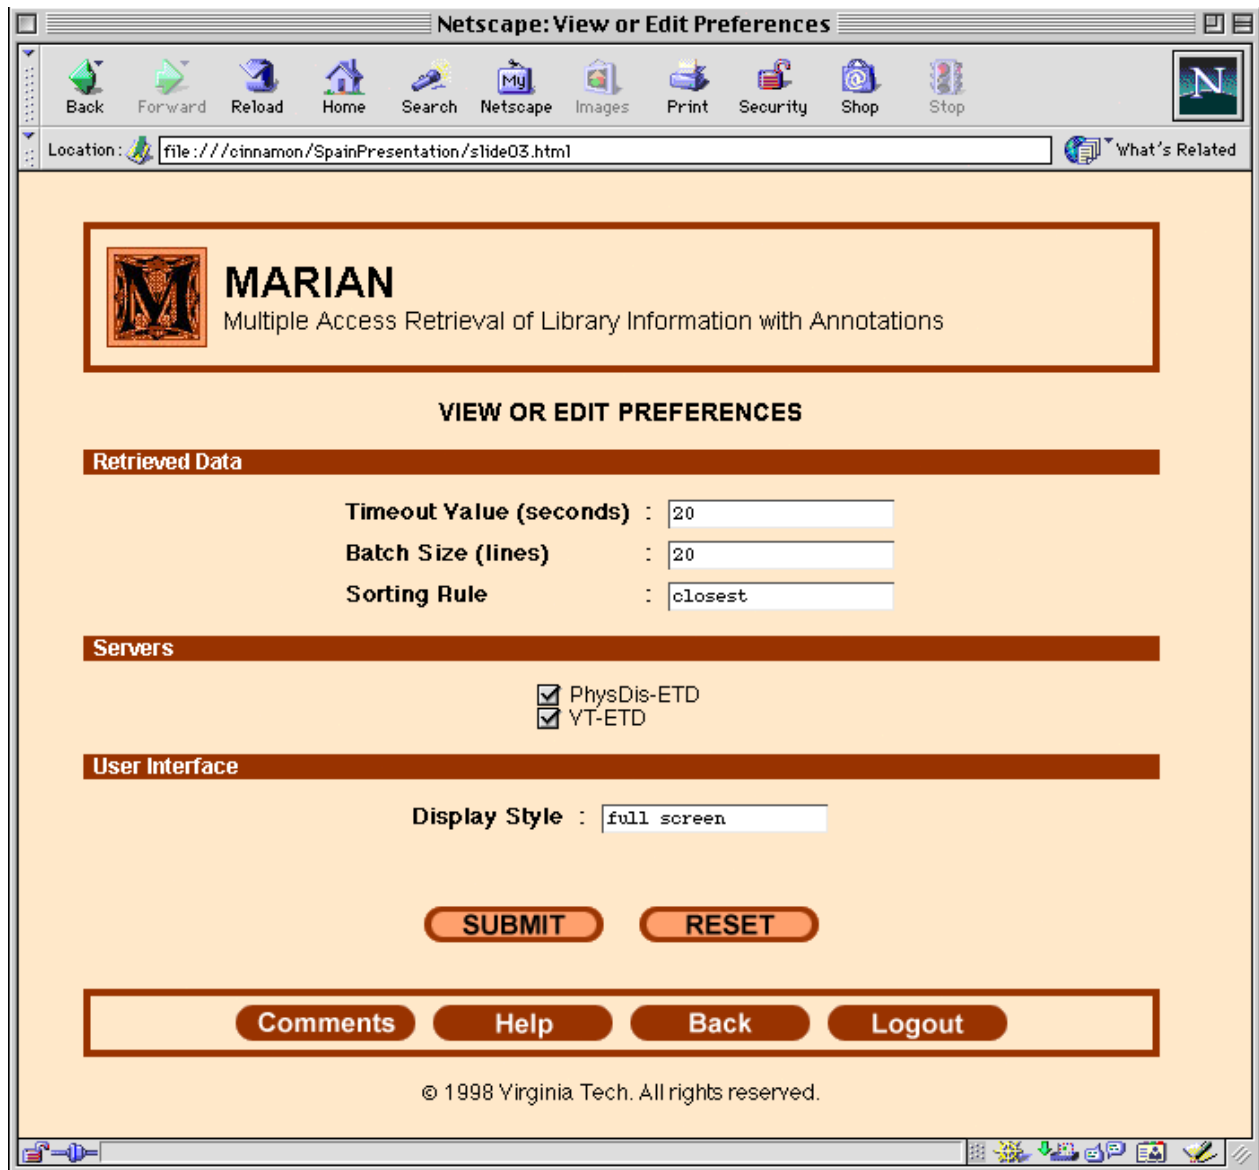 Netscape: View or Edit Preferences
Back Forward Reload Home Search Netscape Images Print Security Shop Stop
My
N
Location: file:///cinnamon/SpainPresentation/slide03.html What's Related
M
MARIAN
Multiple Access Retrieval of Library Information with Annotations
VIEW OR EDIT PREFERENCES
Retrieved Data
Timeout Value (seconds) : 20
Batch Size (lines) : 20
Sorting Rule : closest
Servers
PhysDis-ETD
VT-ETD
User Interface
Display Style : full screen
SUBMIT RESET
Comments Help Back Logout
© 1998 Virginia Tech. All rights reserved.